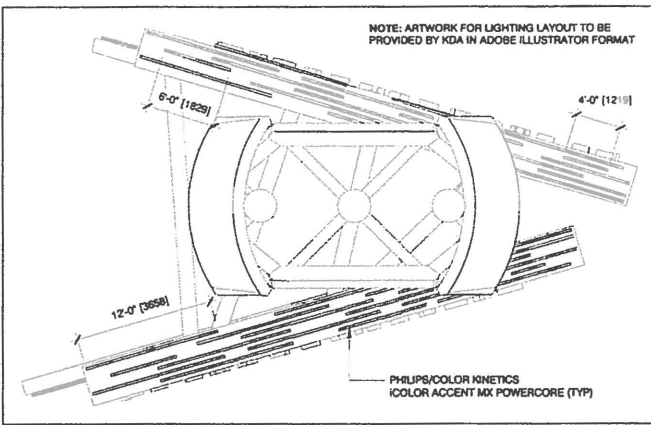 NOTE: ARTWORK FOR LIGHTING LAYOUT TO BE
PROVIDED BY KDA IN ADOBE ILLUSTRATOR FORMAT
6'-0" [1829]
4'-0" [1219]
12'-0" [3658]
PHILIPS/COLOR KINETICS
iCOLOR ACCENT MX POWERCORE (TYP)